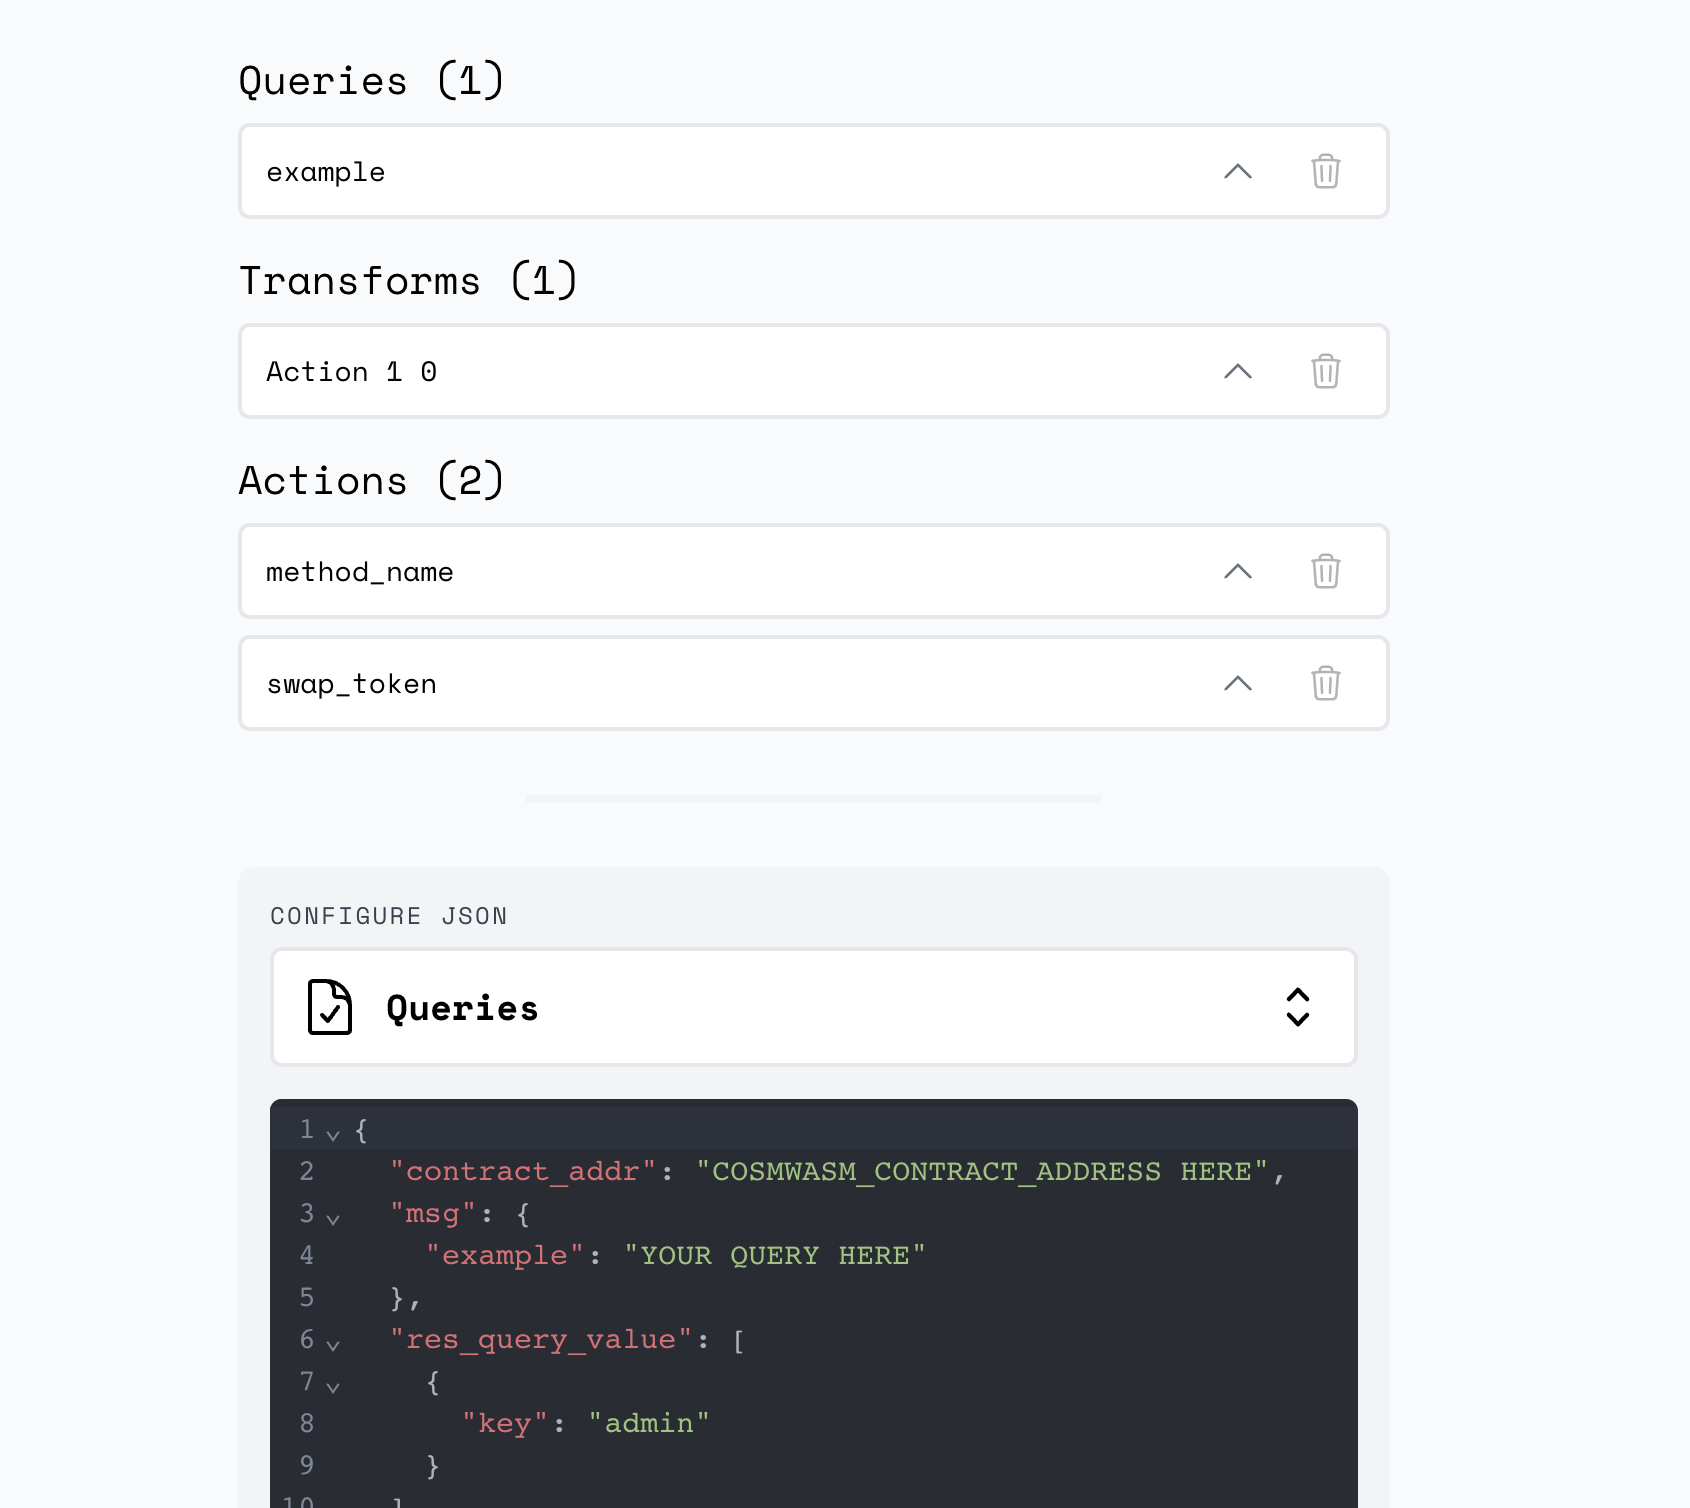 Queries (1)
example
Transforms (1)
Action 1 0
Actions (2)
method_name
swap_token
CONFIGURE JSON
Queries
1 {
2 "contract_addr": "COSMWASM_CONTRACT_ADDRESS HERE",
3 "msg": {
4 "example": "YOUR QUERY HERE"
5 },
6 "res_query_value": [
7 {
8 "key": "admin"
9 }
10 ]